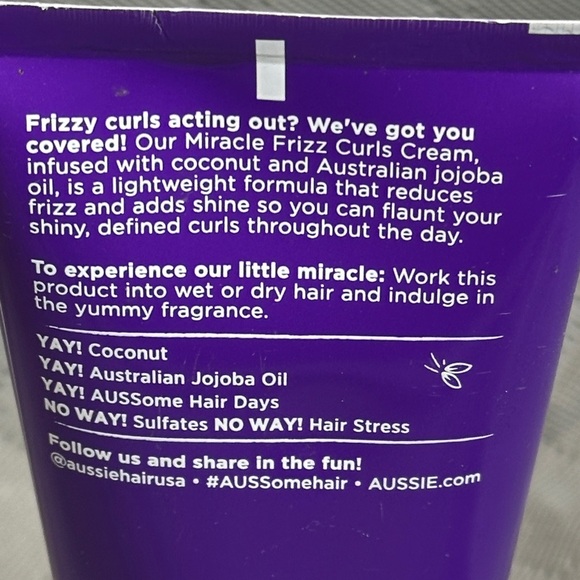 Frizzy curls acting out? We've got you
covered! Our Miracle Frizz Curls Cream,
infused with coconut and Australian jojoba
oil, is a lightweight formula that reduces
frizz and adds shine so you can flaunt your
shiny, defined curls throughout the day.
To experience our little miracle: Work this
product into wet or dry hair and indulge in
the yummy fragrance.
YAY! Coconut
YAY! Australian Jojoba Oil
YAY! AUSSome Hair Days
NO WAY! Sulfates NO WAY! Hair Stress
Follow us and share in the fun!
@aussiehairusa • #AUSSomehair • AUSSIE.com